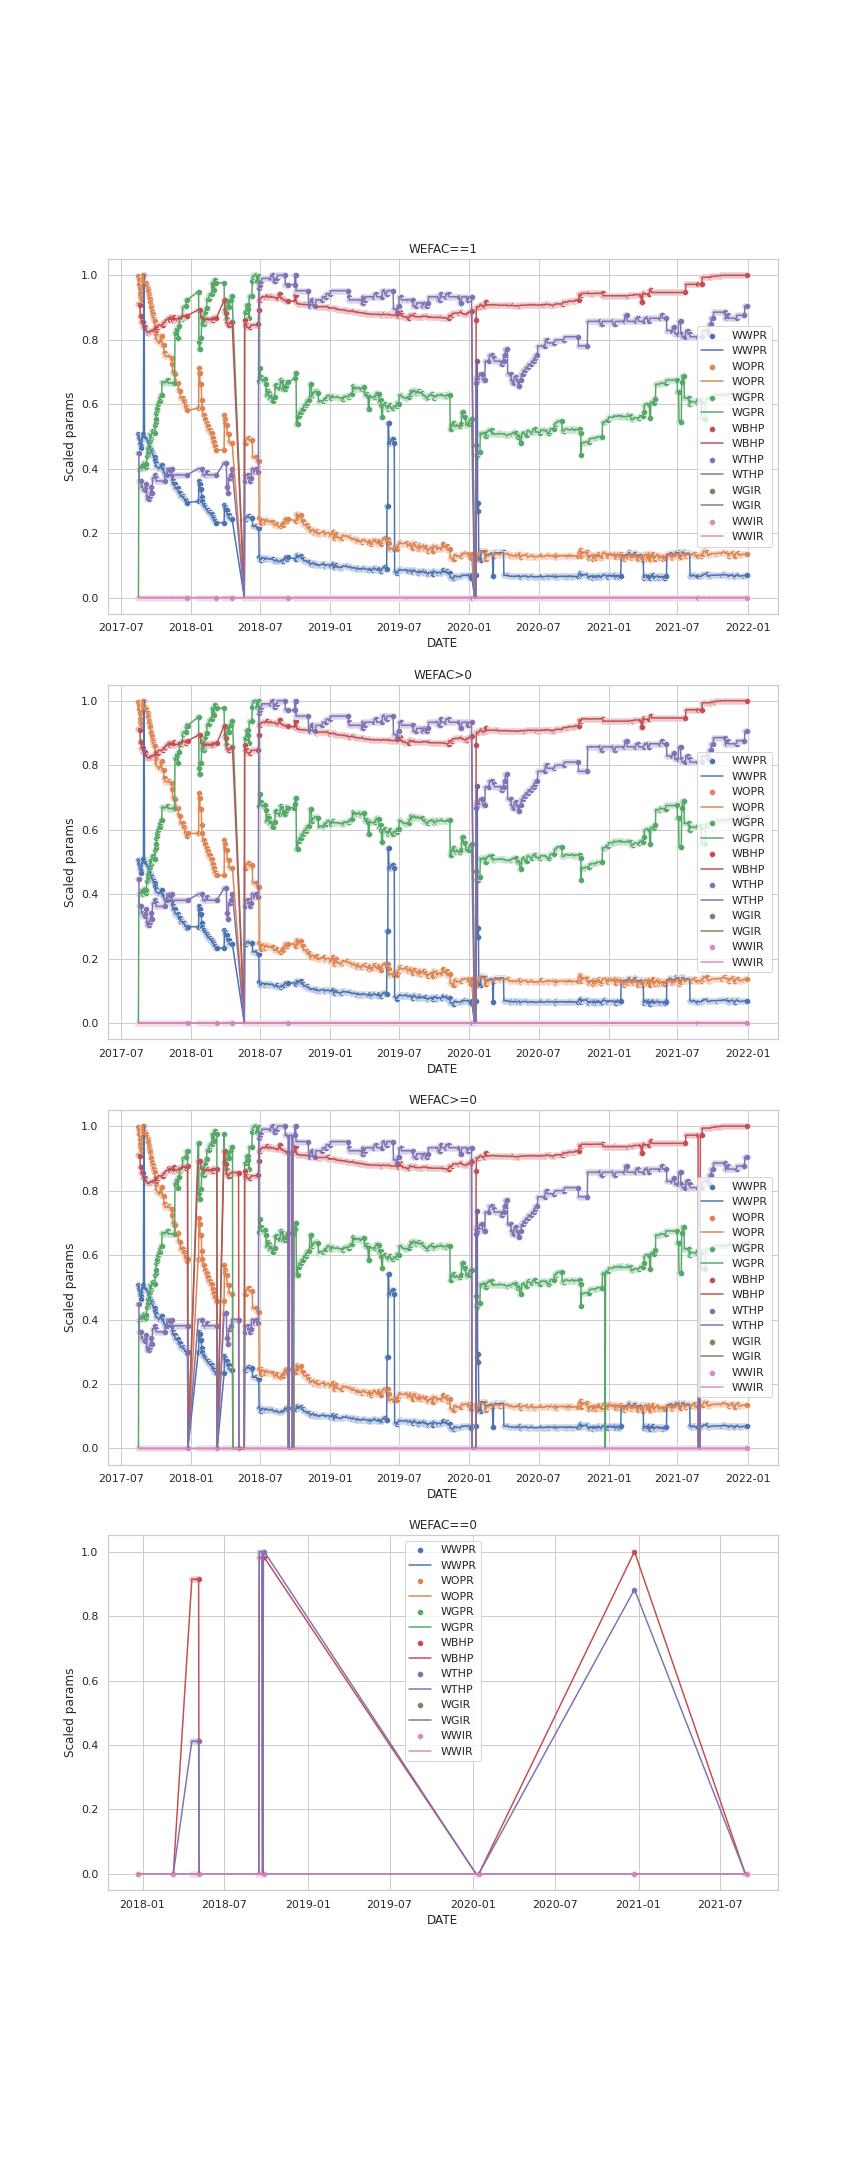 WEFAC==1
1.0
0.8
0.6
0.4
0.2
0.0
Scaled params
WWPR
WWPR
WOPR
WOPR
WGPR
WGPR
WBHP
WBHP
WTHP
WTHP
WGIR
WGIR
WWIR
WWIR
2017-07 2018-01 2018-07 2019-01 2019-07 2020-01 2020-07 2021-01 2021-07 2022-01
DATE
WEFAC>0
1.0
0.8
0.6
0.4
0.2
0.0
Scaled params
WWPR
WWPR
WOPR
WOPR
WGPR
WGPR
WBHP
WBHP
WTHP
WTHP
WGIR
WGIR
WWIR
WWIR
2017-07 2018-01 2018-07 2019-01 2019-07 2020-01 2020-07 2021-01 2021-07 2022-01
DATE
WEFAC>=0
1.0
0.8
0.6
0.4
0.2
0.0
Scaled params
WWPR
WWPR
WOPR
WOPR
WGPR
WGPR
WBHP
WBHP
WTHP
WTHP
WGIR
WGIR
WWIR
WWIR
2017-07 2018-01 2018-07 2019-01 2019-07 2020-01 2020-07 2021-01 2021-07 2022-01
DATE
WEFAC==0
1.0
0.8
0.6
0.4
0.2
0.0
Scaled params
WWPR
WWPR
WOPR
WOPR
WGPR
WGPR
WBHP
WBHP
WTHP
WTHP
WGIR
WGIR
WWIR
WWIR
2018-01 2018-07 2019-01 2019-07 2020-01 2020-07 2021-01 2021-07
DATE